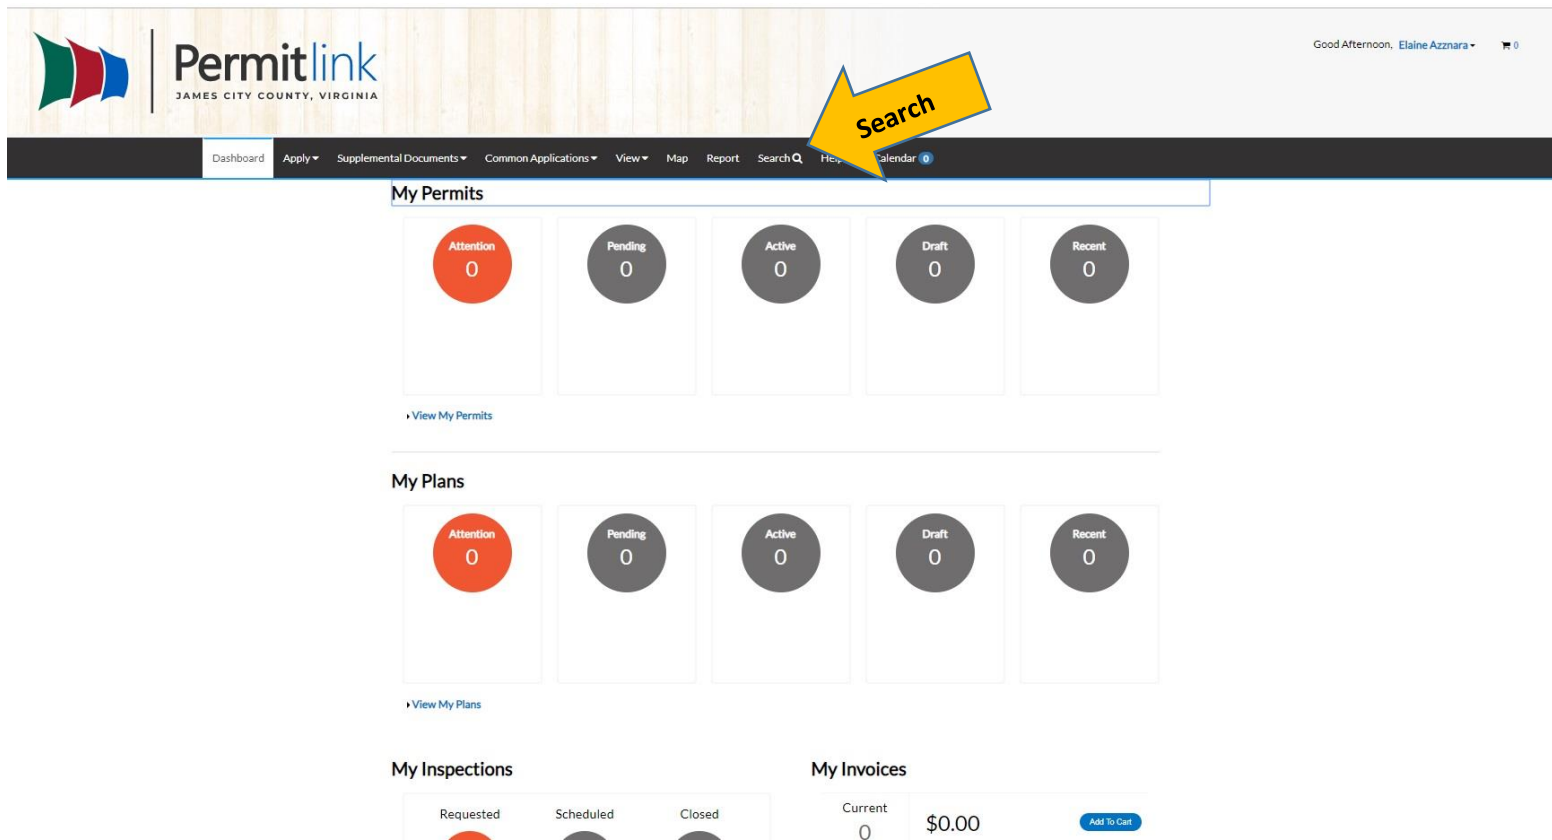 Permitlink
JAMES CITY COUNTY, VIRGINIA
Good Afternoon, Elaine Azznara 0
Search
Dashboard Apply Supplemental Documents Common Applications View Map Report Search Calendar 0
My Permits
Attention Pending Active Draft Recent
0 0 0 0 0
View My Permits
My Plans
Attention Pending Active Draft Recent
0 0 0 0 0
View My Plans
My Inspections My Invoices
Requested Scheduled Closed Current
0 $0.00 Add To Cart